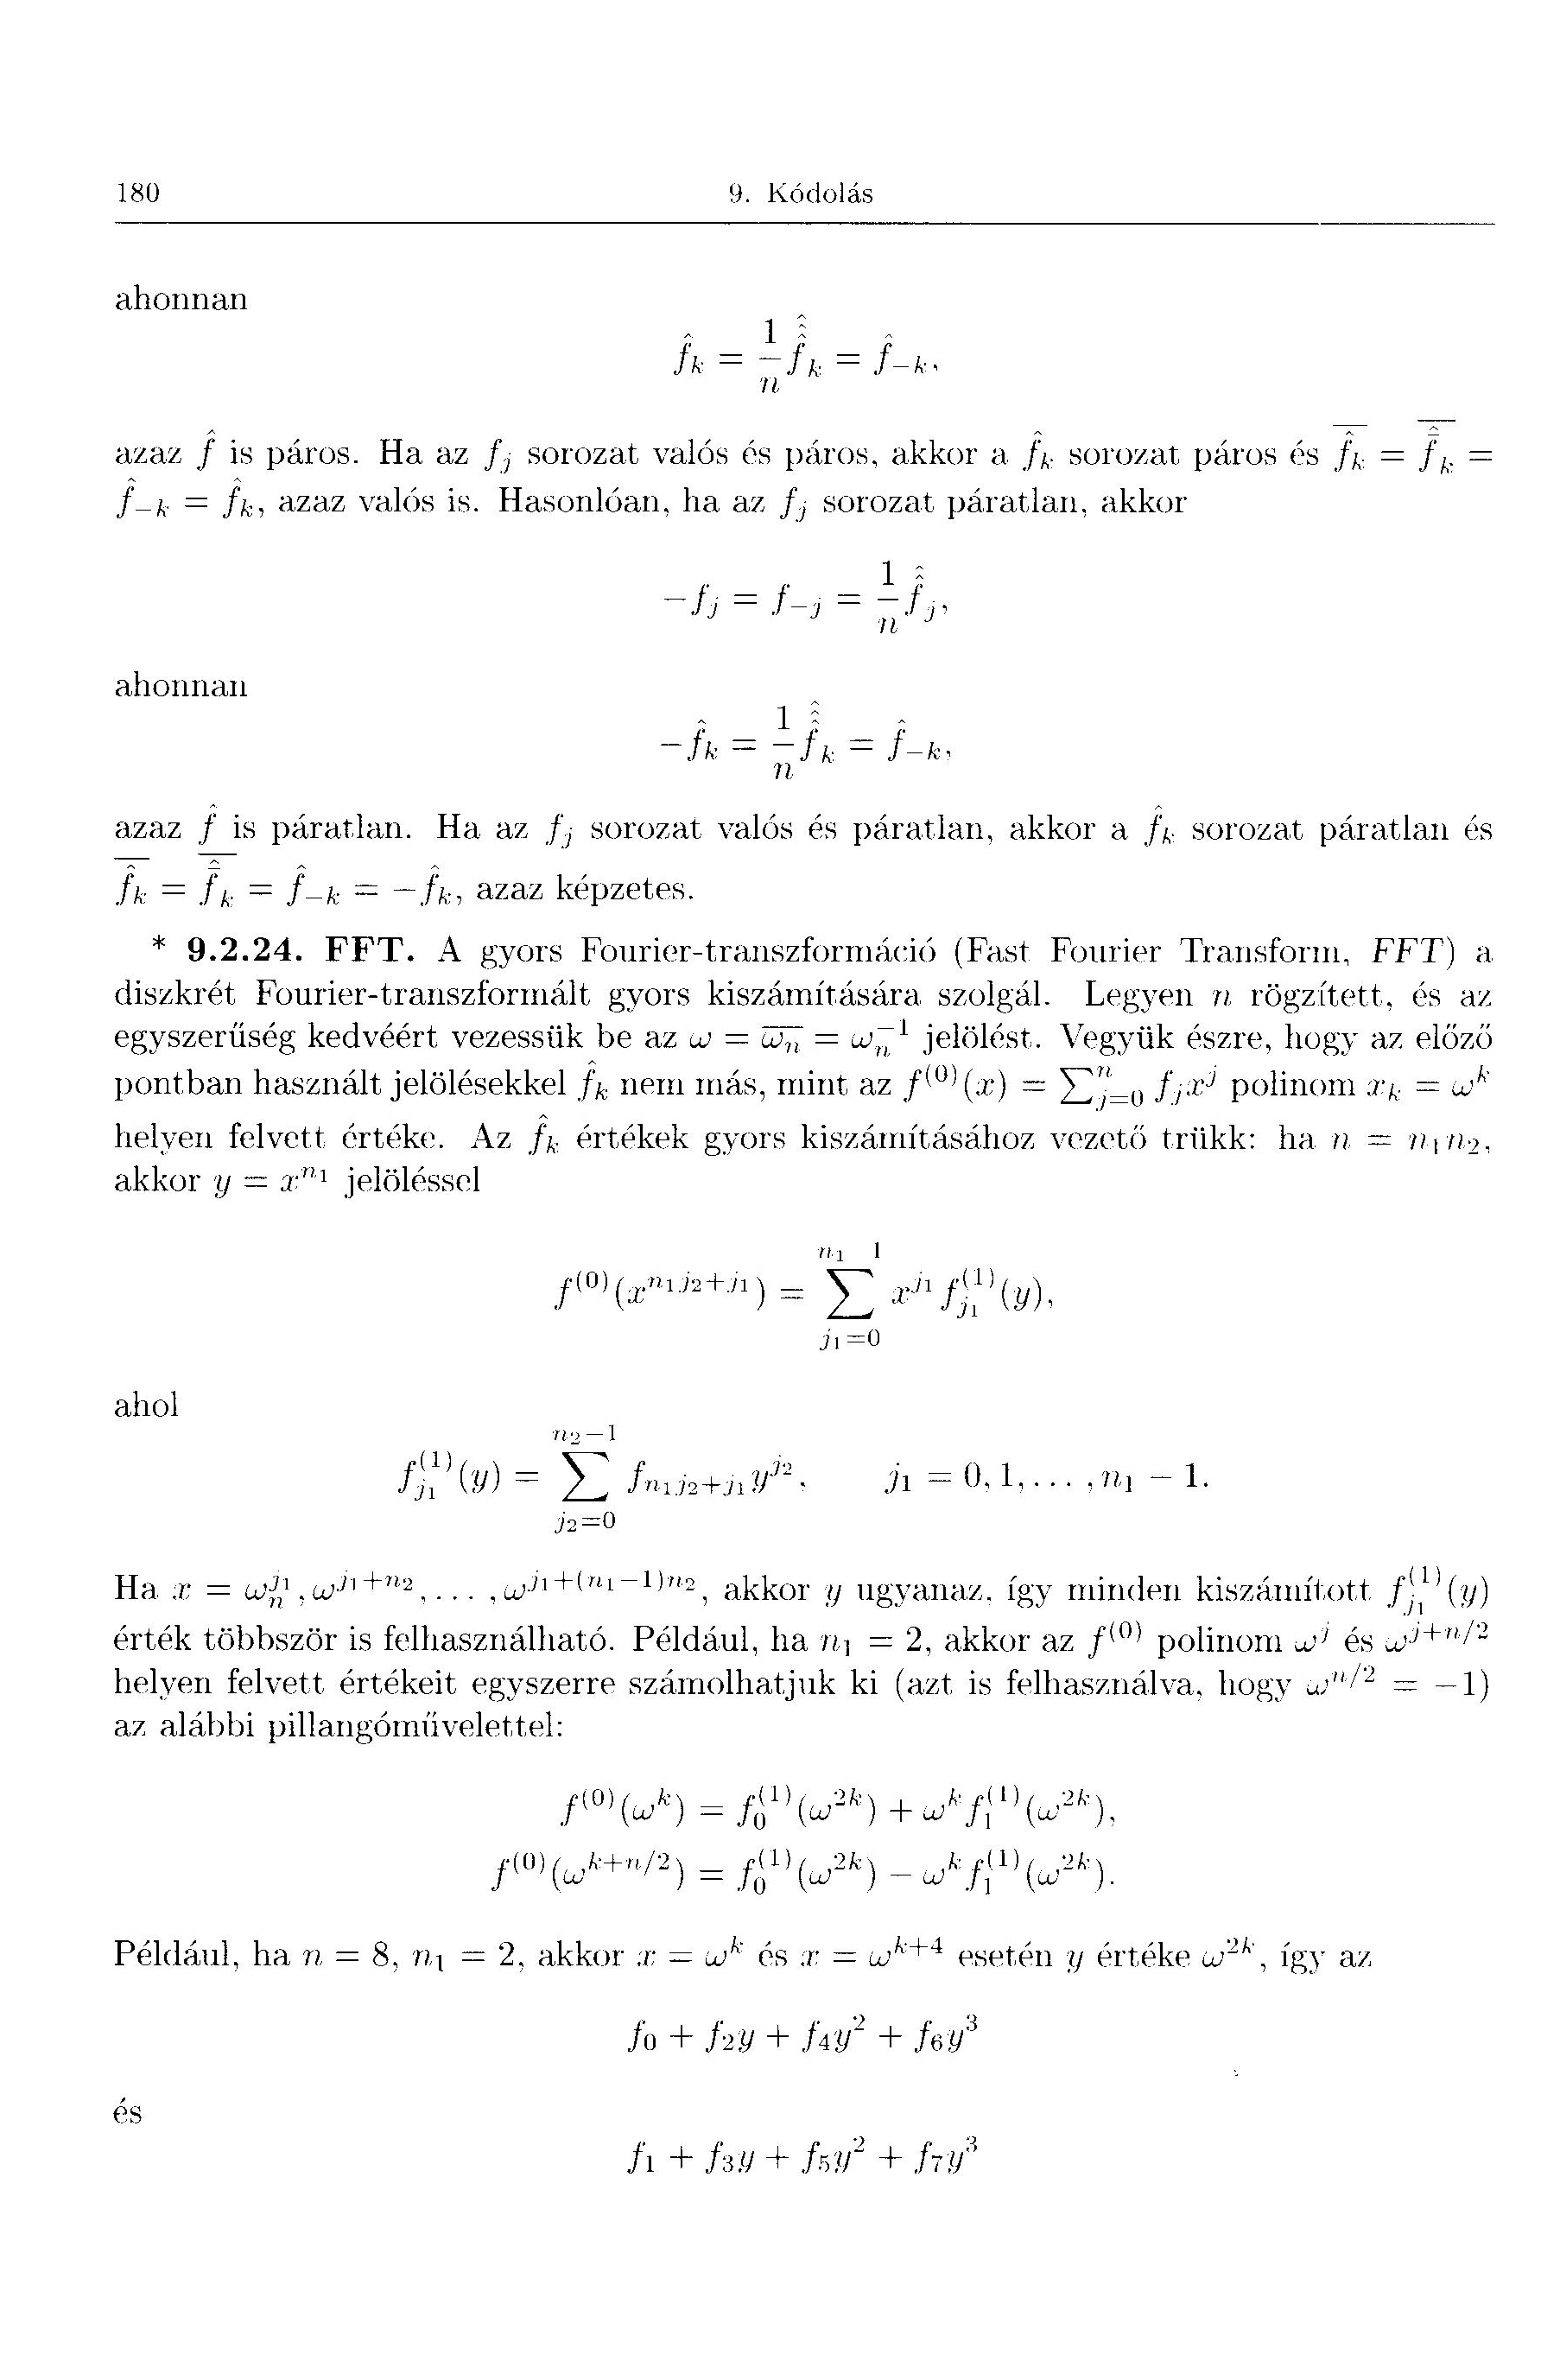 180 9. Kódolás
ahonnan
$\hat{f}_k = \frac{1}{n}\hat{\hat{\hat{f}}}_k = \hat{f}_{-k},$
azaz $\hat{f}$ is páros. Ha az $f_j$ sorozat valós és páros, akkor a $\hat{f}_k$ sorozat páros és $\overline{\hat{f}_k} = \hat{\overline{\hat{f}}}_k =$
$\hat{f}_{-k} = \hat{f}_k$, azaz valós is. Hasonlóan, ha az $f_j$ sorozat páratlan, akkor
$-f_j = f_{-j} = \frac{1}{n}\hat{\hat{f}}_j,$
ahonnan
$-\hat{f}_k = \frac{1}{n}\hat{\hat{\hat{f}}}_k = \hat{f}_{-k},$
azaz $\hat{f}$ is páratlan. Ha az $f_j$ sorozat valós és páratlan, akkor a $\hat{f}_k$ sorozat páratlan és
$\overline{\hat{f}_k} = \overline{\hat{\overline{f}}}_k = \hat{f}_{-k} = -\hat{f}_k$, azaz képzetes.
* 9.2.24. FFT. A gyors Fourier-transzformáció (Fast Fourier Transform, FFT) a
diszkrét Fourier-transzformált gyors kiszámítására szolgál. Legyen $n$ rögzített, és az
egyszerűség kedvéért vezessük be az $\omega = \overline{\omega_n} = \omega_n^{-1}$ jelölést. Vegyük észre, hogy az előző
pontban használt jelölésekkel $\hat{f}_k$ nem más, mint az $f^{(0)}(x) = \sum_{j=0}^{n} f_j x^j$ polinom $x_k = \omega^k$
helyen felvett értéke. Az $\hat{f}_k$ értékek gyors kiszámításához vezető trükk: ha $n = n_1 n_2$,
akkor $y = x^{n_1}$ jelöléssel
$f^{(0)}(x^{n_1 j_2 + j_1}) = \sum_{j_1=0}^{n_1-1} x^{j_1} f_{j_1}^{(1)}(y),$
ahol
$f_{j_1}^{(1)}(y) = \sum_{j_2=0}^{n_2-1} f_{n_1 j_2 + j_1} y^{j_2}, \quad j_1 = 0, 1, \ldots, n_1 - 1.$
Ha $x = \omega_n^{j_1}, \omega^{j_1+n_2}, \ldots, \omega^{j_1+(n_1-1)n_2}$, akkor $y$ ugyanaz, így minden kiszámított $f_{j_1}^{(1)}(y)$
érték többször is felhasználható. Például, ha $n_1 = 2$, akkor az $f^{(0)}$ polinom $\omega^j$ és $\omega^{j+n/2}$
helyen felvett értékeit egyszerre számolhatjuk ki (azt is felhasználva, hogy $\omega^{n/2} = -1$)
az alábbi pillangóművelettel:
$f^{(0)}(\omega^k) = f_0^{(1)}(\omega^{2k}) + \omega^k f_1^{(1)}(\omega^{2k}),$
$f^{(0)}(\omega^{k+n/2}) = f_0^{(1)}(\omega^{2k}) - \omega^k f_1^{(1)}(\omega^{2k}).$
Például, ha $n = 8$, $n_1 = 2$, akkor $x = \omega^k$ és $x = \omega^{k+4}$ esetén $y$ értéke $\omega^{2k}$, így az
$f_0 + f_2 y + f_4 y^2 + f_6 y^3$
és
$f_1 + f_3 y + f_5 y^2 + f_7 y^3$